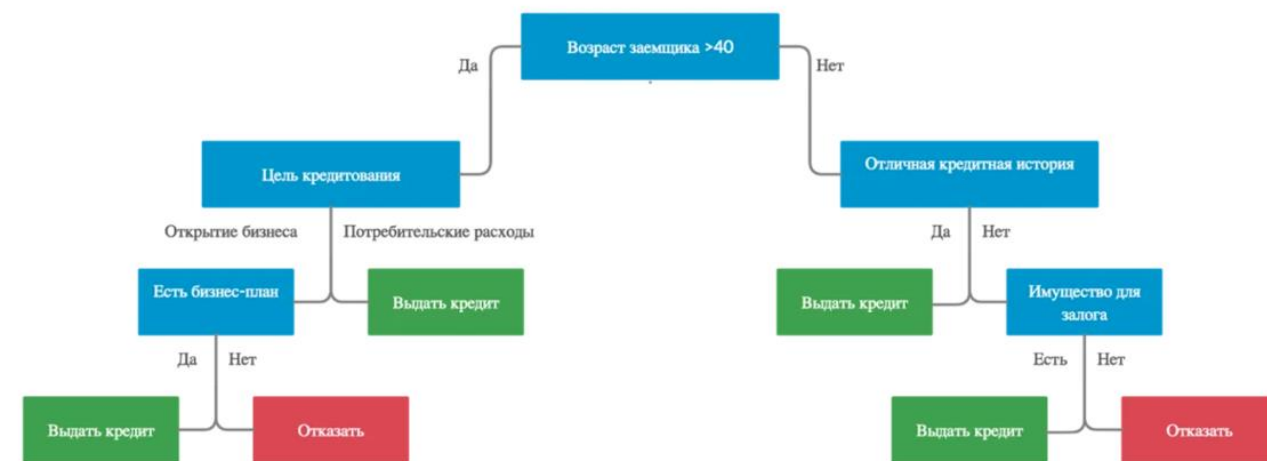 Возраст заемщика >40
Да
Нет
Цель кредитования
Отличная кредитная история
Открытие бизнеса
Потребительские расходы
Да
Нет
Есть бизнес-план
Выдать кредит
Выдать кредит
Имущество для
залога
Да
Нет
Есть
Нет
Выдать кредит
Отказать
Выдать кредит
Отказать